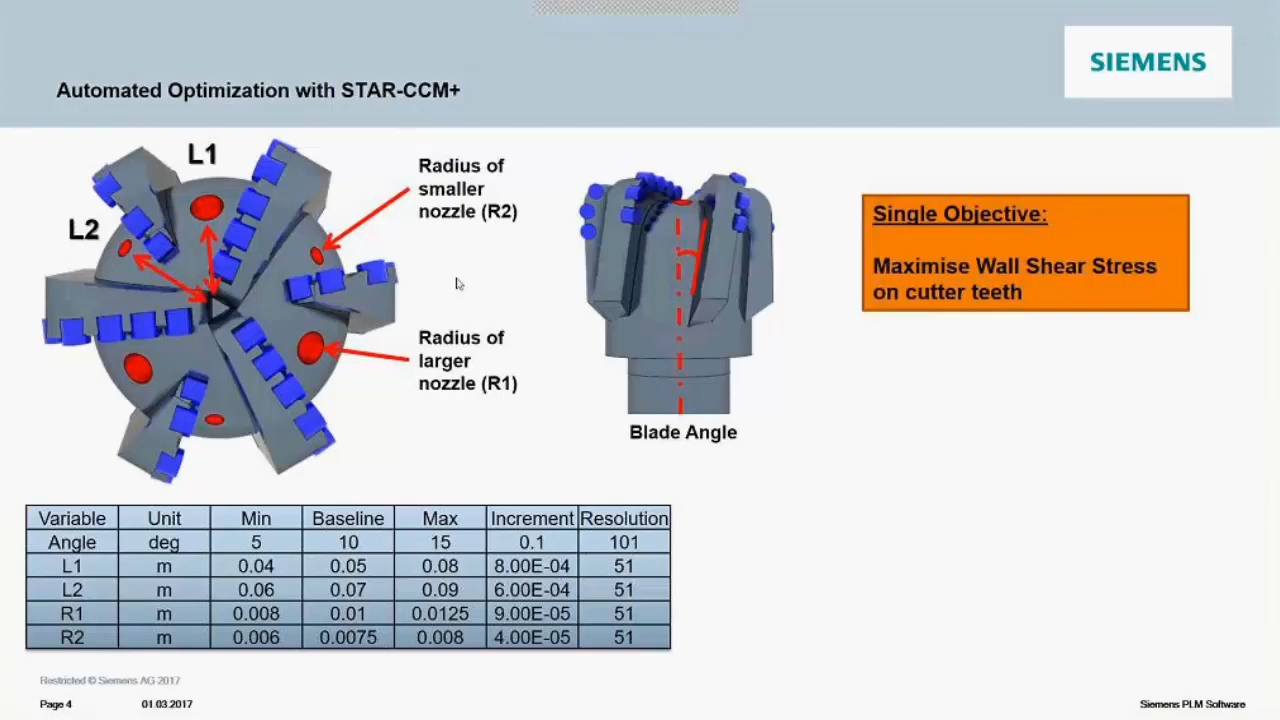 SIEMENS
Automated Optimization with STAR-CCM+
L1
L2
Radius of
smaller
nozzle (R2)
Radius of
larger
nozzle (R1)
Blade Angle
Single Objective:
Maximise Wall Shear Stress
on cutter teeth
Variable Unit Min Baseline Max Increment Resolution
Angle deg 5 10 15 0.1 101
L1 m 0.04 0.05 0.08 8.00E-04 51
L2 m 0.06 0.07 0.09 6.00E-04 51
R1 m 0.008 0.01 0.0125 9.00E-05 51
R2 m 0.006 0.0075 0.008 4.00E-05 51
Restricted © Siemens AG 2017
Page 4 01.03.2017 Siemens PLM Software